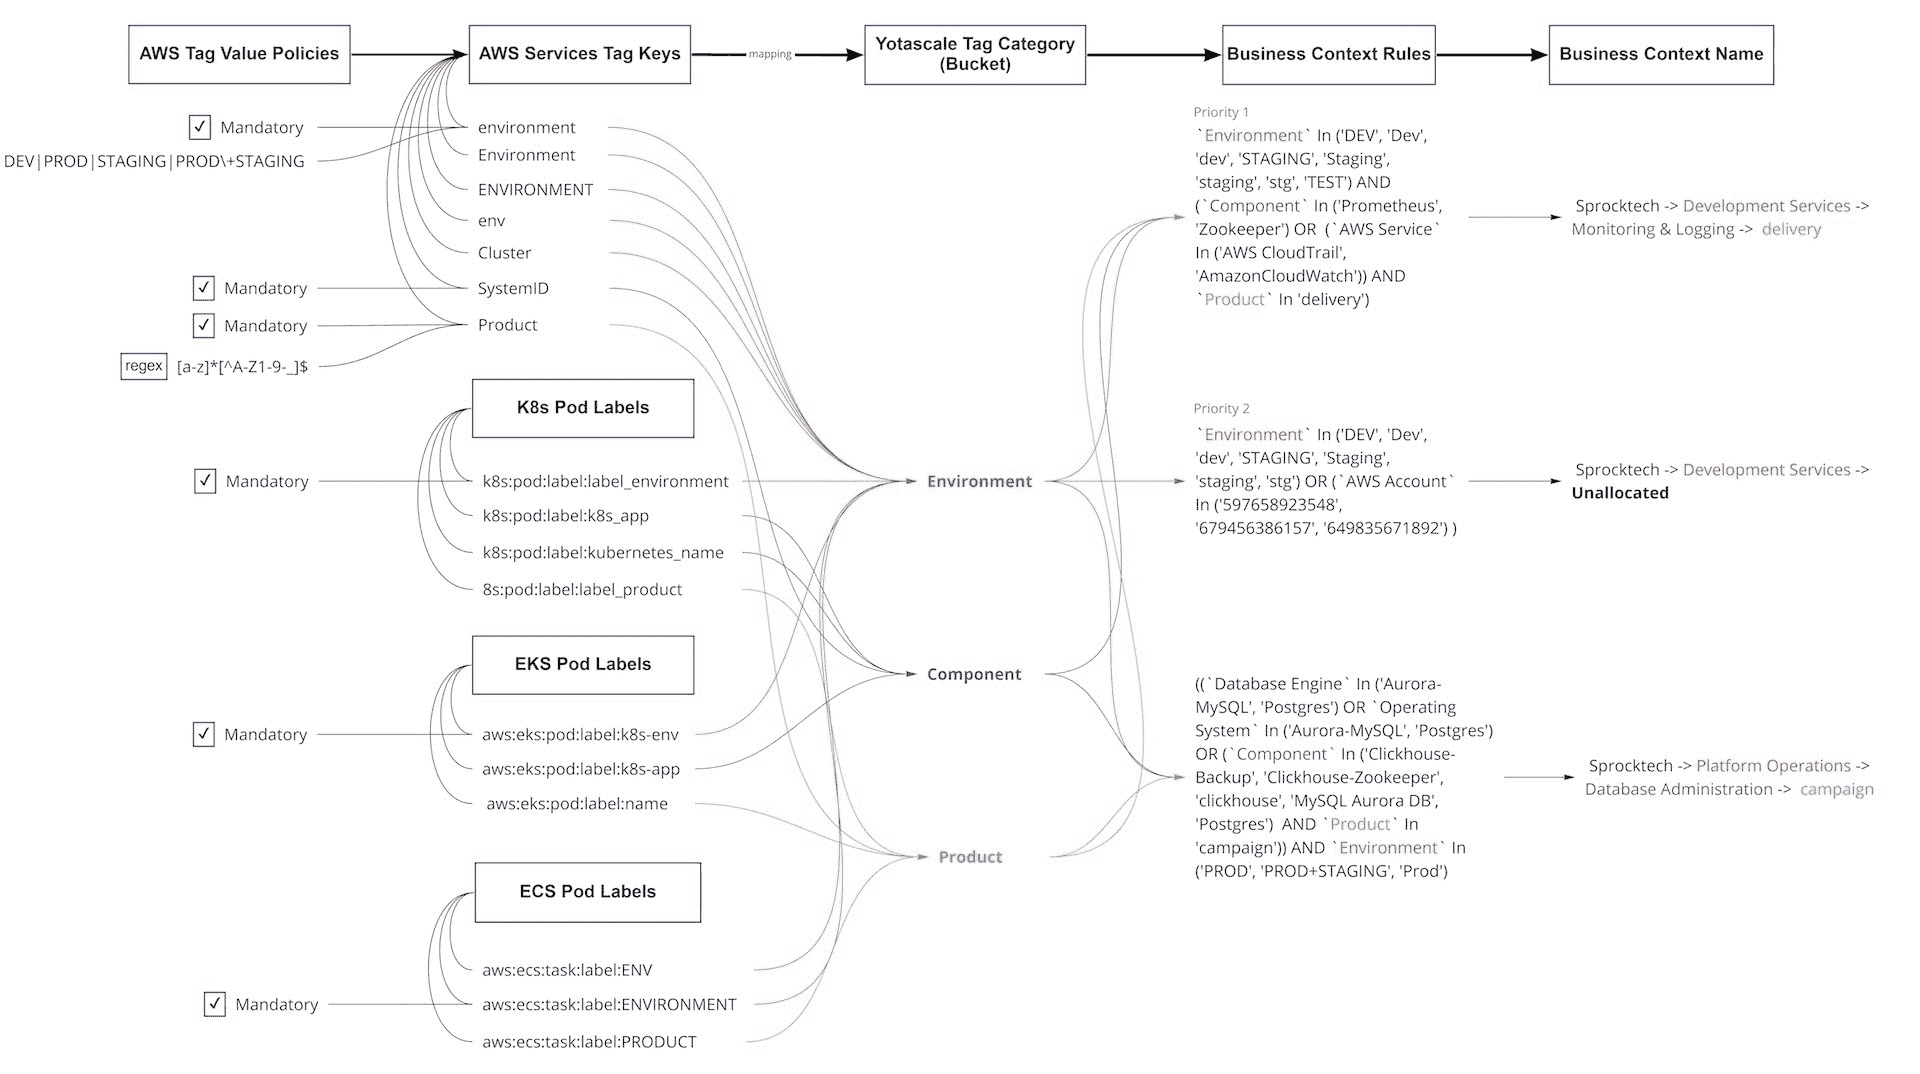 AWS Tag Value Policies
AWS Services Tag Keys
mapping
Yotascale Tag Category
(Bucket)
Business Context Rules
Business Context Name
✓ Mandatory
DEV|PROD|STAGING|PROD\+STAGING
✓ Mandatory
✓ Mandatory
regex [a-z]*[^A-Z1-9-_]$
environment
Environment
ENVIRONMENT
env
Cluster
SystemID
Product
K8s Pod Labels
✓ Mandatory
k8s:pod:label:label_environment
k8s:pod:label:k8s_app
k8s:pod:label:kubernetes_name
8s:pod:label:label_product
EKS Pod Labels
✓ Mandatory
aws:eks:pod:label:k8s-env
aws:eks:pod:label:k8s-app
aws:eks:pod:label:name
ECS Pod Labels
aws:ecs:task:label:ENV
✓ Mandatory
aws:ecs:task:label:ENVIRONMENT
aws:ecs:task:label:PRODUCT
Environment
Component
Product
Priority 1
`Environment` In ('DEV', 'Dev',
'dev', 'STAGING', 'Staging',
'staging', 'stg', 'TEST') AND
(`Component` In ('Prometheus',
'Zookeeper') OR (`AWS Service`
In ('AWS CloudTrail',
'AmazonCloudWatch')) AND
`Product` In 'delivery')
Sprocktech -> Development Services ->
Monitoring & Logging -> delivery
Priority 2
`Environment` In ('DEV', 'Dev',
'dev', 'STAGING', 'Staging',
'staging', 'stg') OR (`AWS Account`
In ('597658923548',
'679456386157', '649835671892') )
Sprocktech -> Development Services ->
Unallocated
((`Database Engine` In ('Aurora-
MySQL', 'Postgres') OR `Operating
System` In ('Aurora-MySQL', 'Postgres')
OR (`Component` In ('Clickhouse-
Backup', 'Clickhouse-Zookeeper',
'clickhouse', 'MySQL Aurora DB',
'Postgres') AND `Product` In
'campaign')) AND `Environment` In
('PROD', 'PROD+STAGING', 'Prod')
Sprocktech -> Platform Operations ->
Database Administration -> campaign